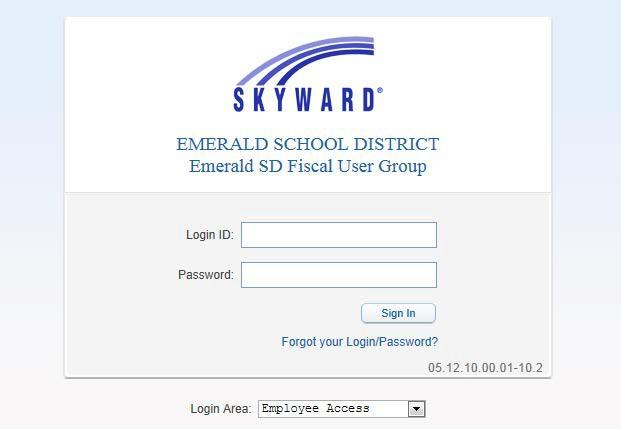 SKYWARD®
EMERALD SCHOOL DISTRICT
Emerald SD Fiscal User Group
Login ID:
Password:
Sign In
Forgot your Login/Password?
05.12.10.00.01-10.2
Login Area: Employee Access